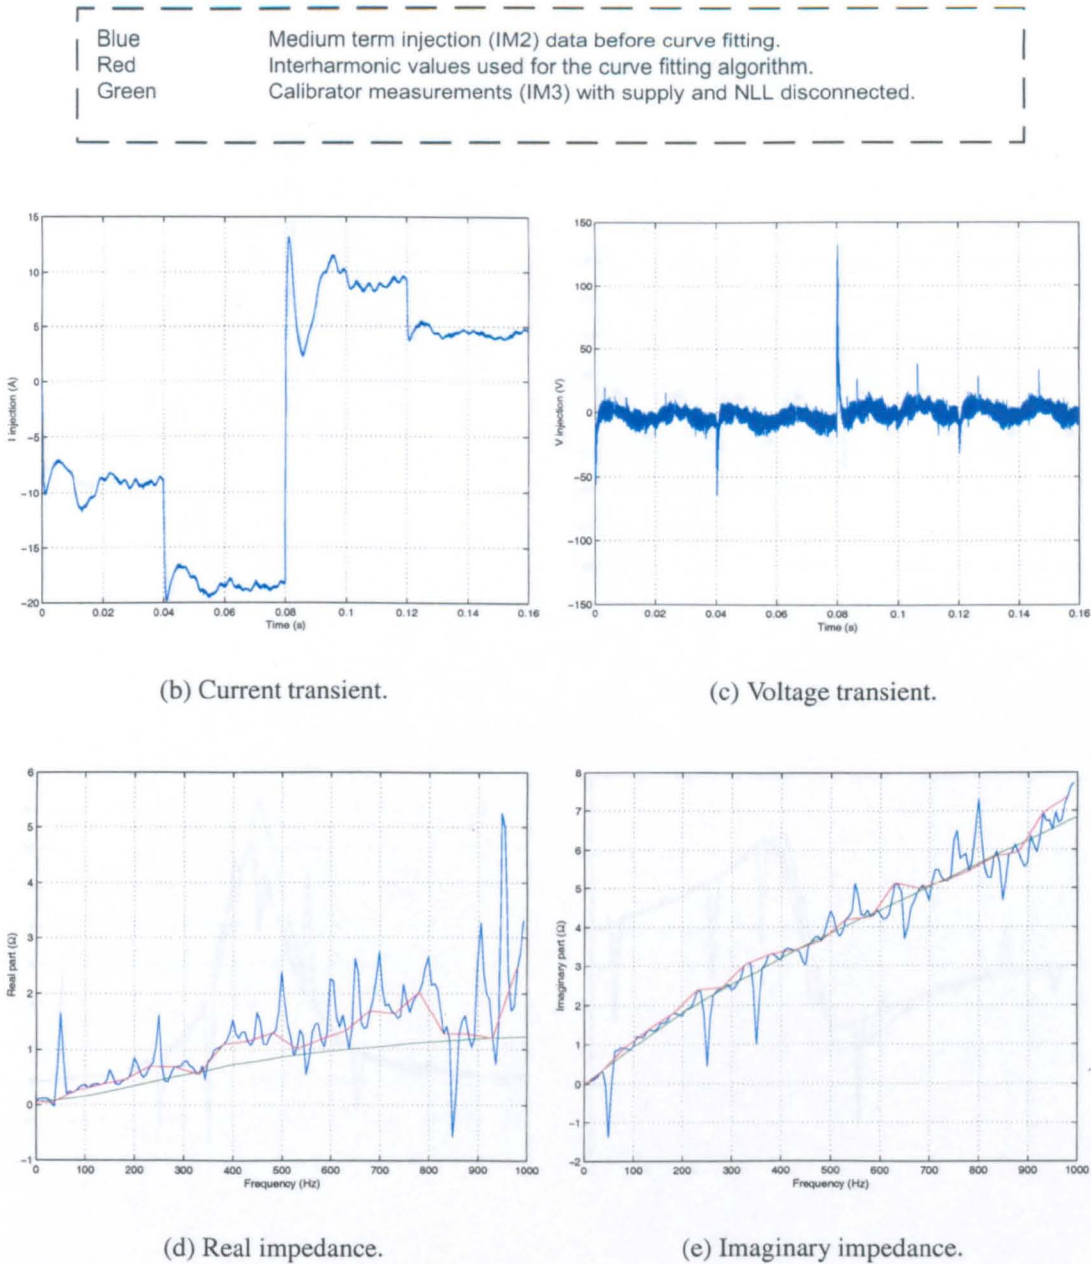 Blue Medium term injection (IM2) data before curve fitting.
Red Interharmonic values used for the curve fitting algorithm.
Green Calibrator measurements (IM3) with supply and NLL disconnected.
15
10
5
0
−5
−10
−15
−20
I injection (A)
0 0.02 0.04 0.06 0.08 0.1 0.12 0.14 0.16
Time (s)
(b) Current transient.
150
100
50
0
−50
−100
−150
V injection (V)
0 0.02 0.04 0.06 0.08 0.1 0.12 0.14 0.16
Time (s)
(c) Voltage transient.
6
5
4
3
2
1
0
−1
Real part (Ω)
0 100 200 300 400 500 600 700 800 900 1000
Frequency (Hz)
(d) Real impedance.
8
7
6
5
4
3
2
1
0
−1
−2
Imaginary part (Ω)
0 100 200 300 400 500 600 700 800 900 1000
Frequency (Hz)
(e) Imaginary impedance.